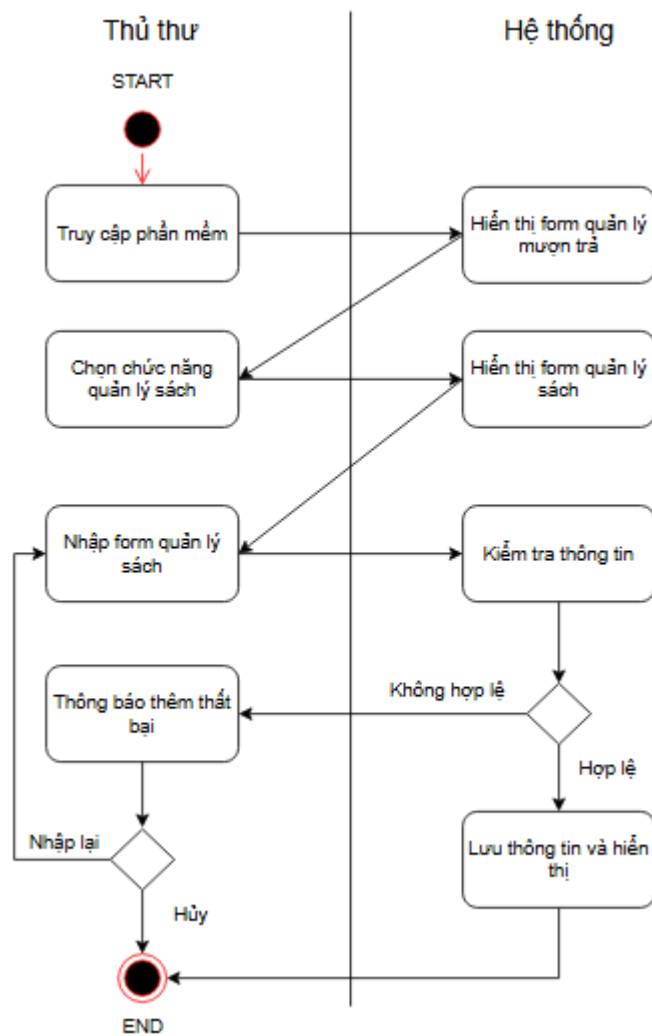 Thủ thư
Hệ thống
START
Truy cập phần mềm
Hiển thị form quản lý
mượn trả
Chọn chức năng
quản lý sách
Hiển thị form quản lý
sách
Nhập form quản lý
sách
Kiểm tra thông tin
Không hợp lệ
Thông báo thêm thất
bại
Hợp lệ
Nhập lại
Lưu thông tin và hiển
thị
Hủy
END